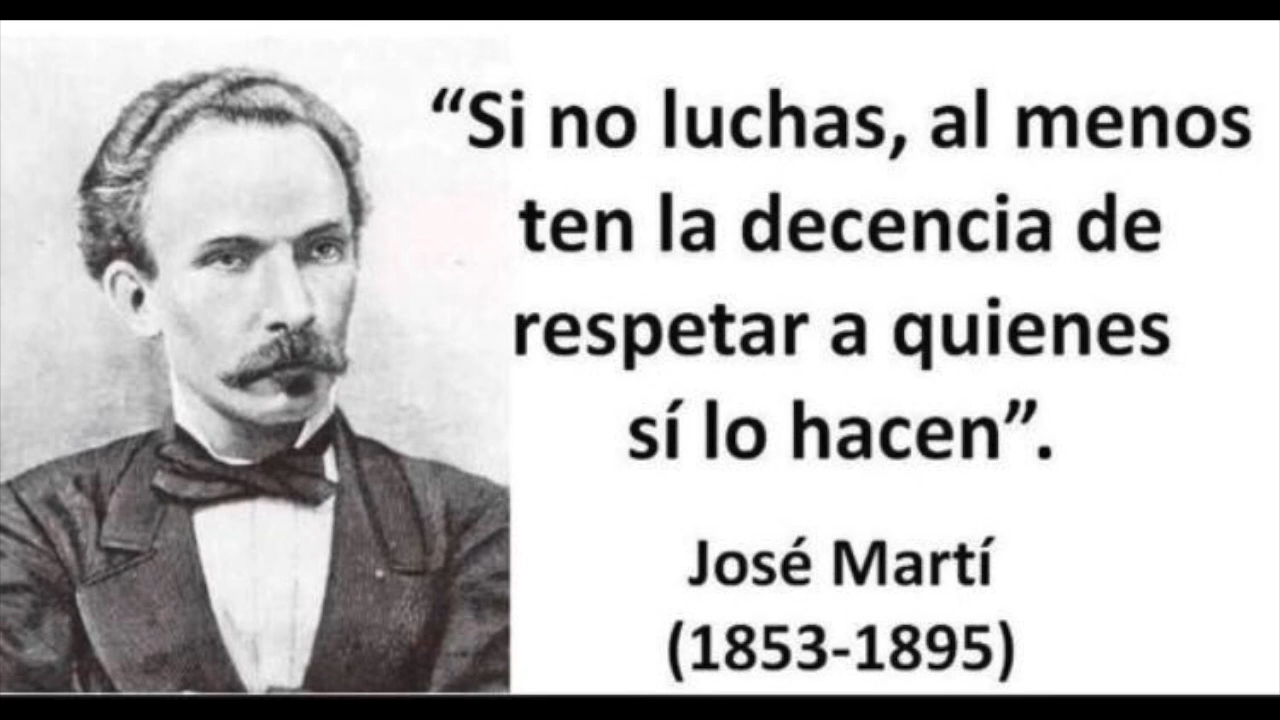 “Si no luchas, al menos
ten la decencia de
respetar a quienes
sí lo hacen”.
José Martí
(1853-1895)